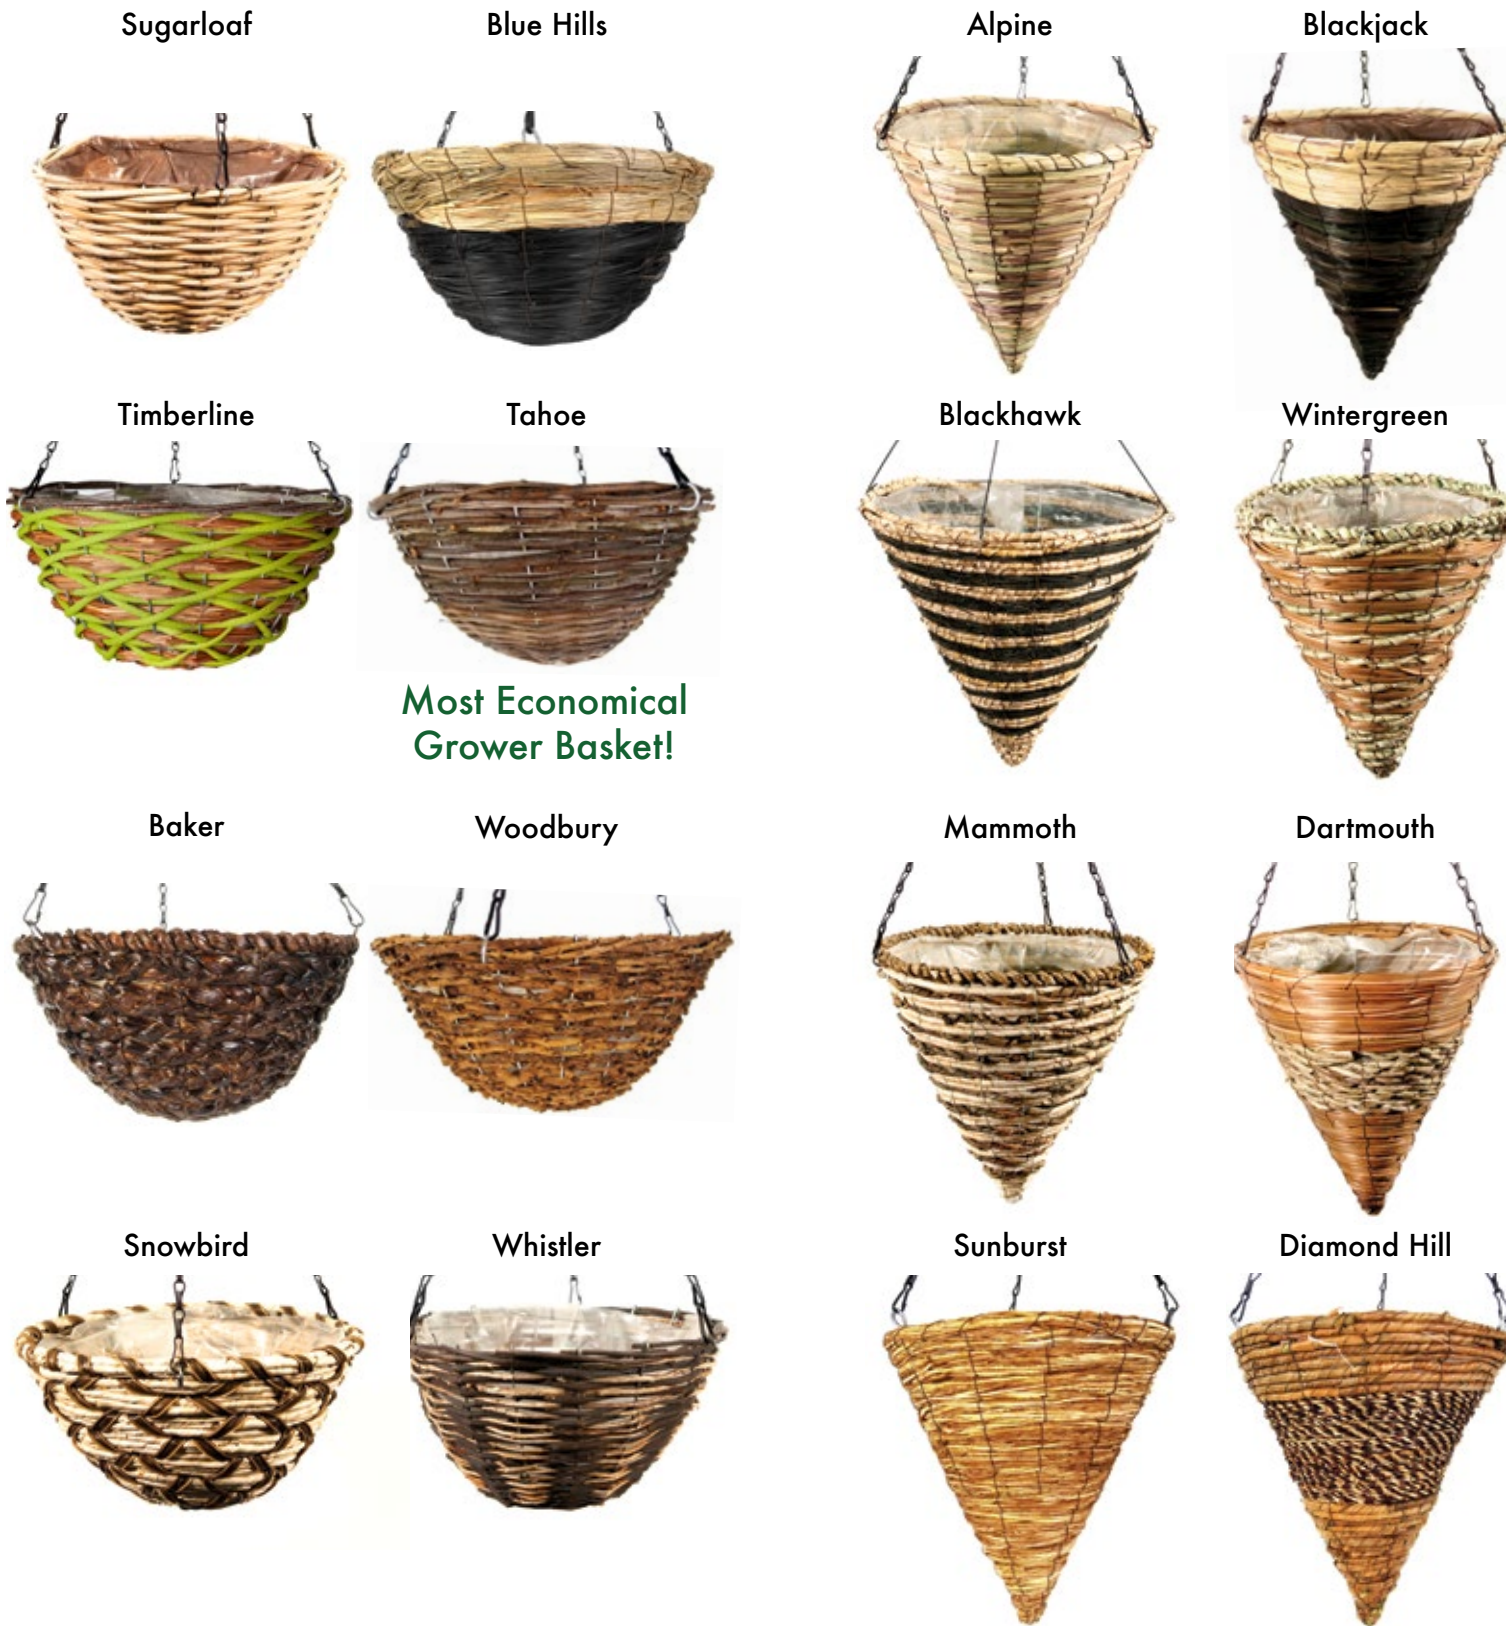 Sugarloaf
Blue Hills
Alpine
Blackjack
Timberline
Tahoe
Blackhawk
Wintergreen
Most Economical
Grower Basket!
Baker
Woodbury
Mammoth
Dartmouth
Snowbird
Whistler
Sunburst
Diamond Hill